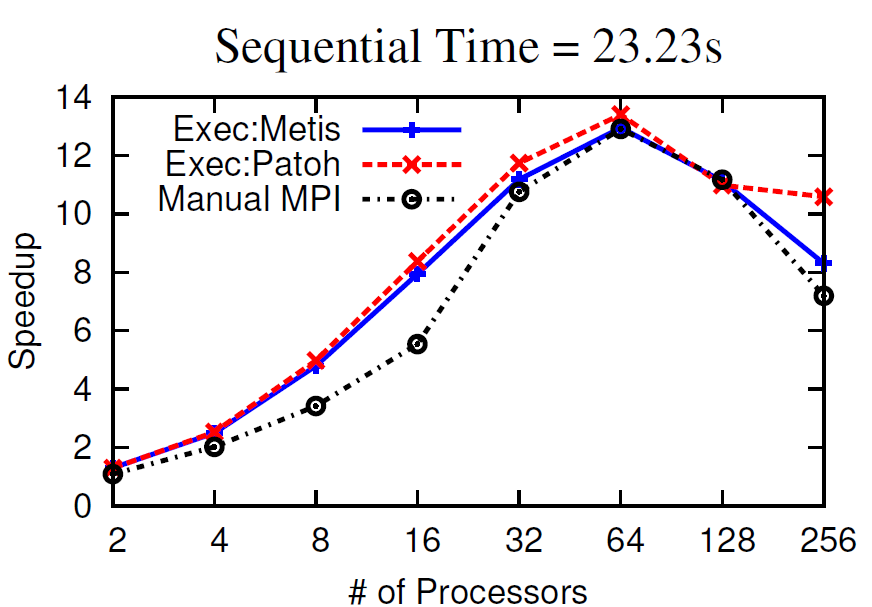 Sequential Time = 23.23s
14
12
10
8
6
4
2
0
Speedup
Exec:Metis
Exec:Patoh
Manual MPI
2 4 8 16 32 64 128 256
# of Processors